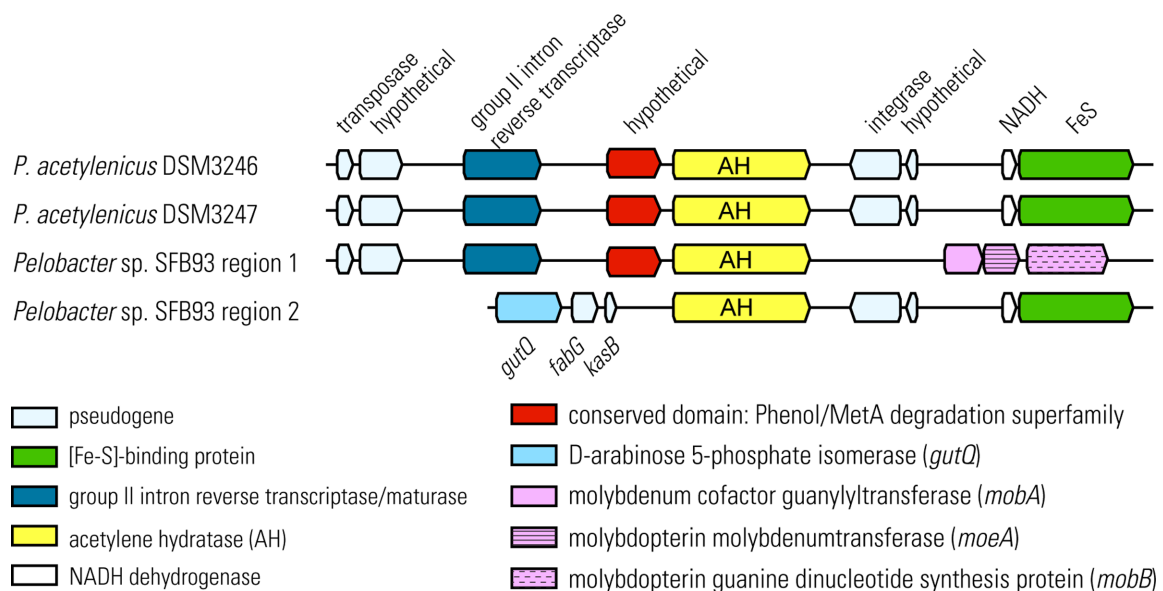 transposase
hypothetical
group II intron
reverse transcriptase
hypothetical
integrase
hypothetical
NADH
FeS
P. acetylenicus DSM3246
AH
P. acetylenicus DSM3247
AH
Pelobacter sp. SFB93 region 1
AH
Pelobacter sp. SFB93 region 2
AH
gutQ
fabG
kasB
pseudogene
[Fe-S]-binding protein
group II intron reverse transcriptase/maturase
acetylene hydratase (AH)
NADH dehydrogenase
conserved domain: Phenol/MetA degradation superfamily
D-arabinose 5-phosphate isomerase (gutQ)
molybdenum cofactor guanylyltransferase (mobA)
molybdopterin molybdenumtransferase (moeA)
molybdopterin guanine dinucleotide synthesis protein (mobB)